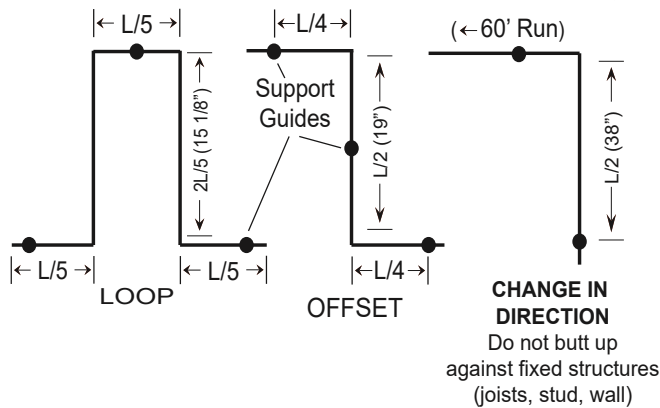 L/5
L/4
(←60’ Run)
Support
Guides
2L/5 (15 1/8”)
L/2 (19”)
L/2 (38”)
L/5
L/5
L/4
LOOP
OFFSET
CHANGE IN
DIRECTION
Do not butt up
against fixed structures
(joists, stud, wall)